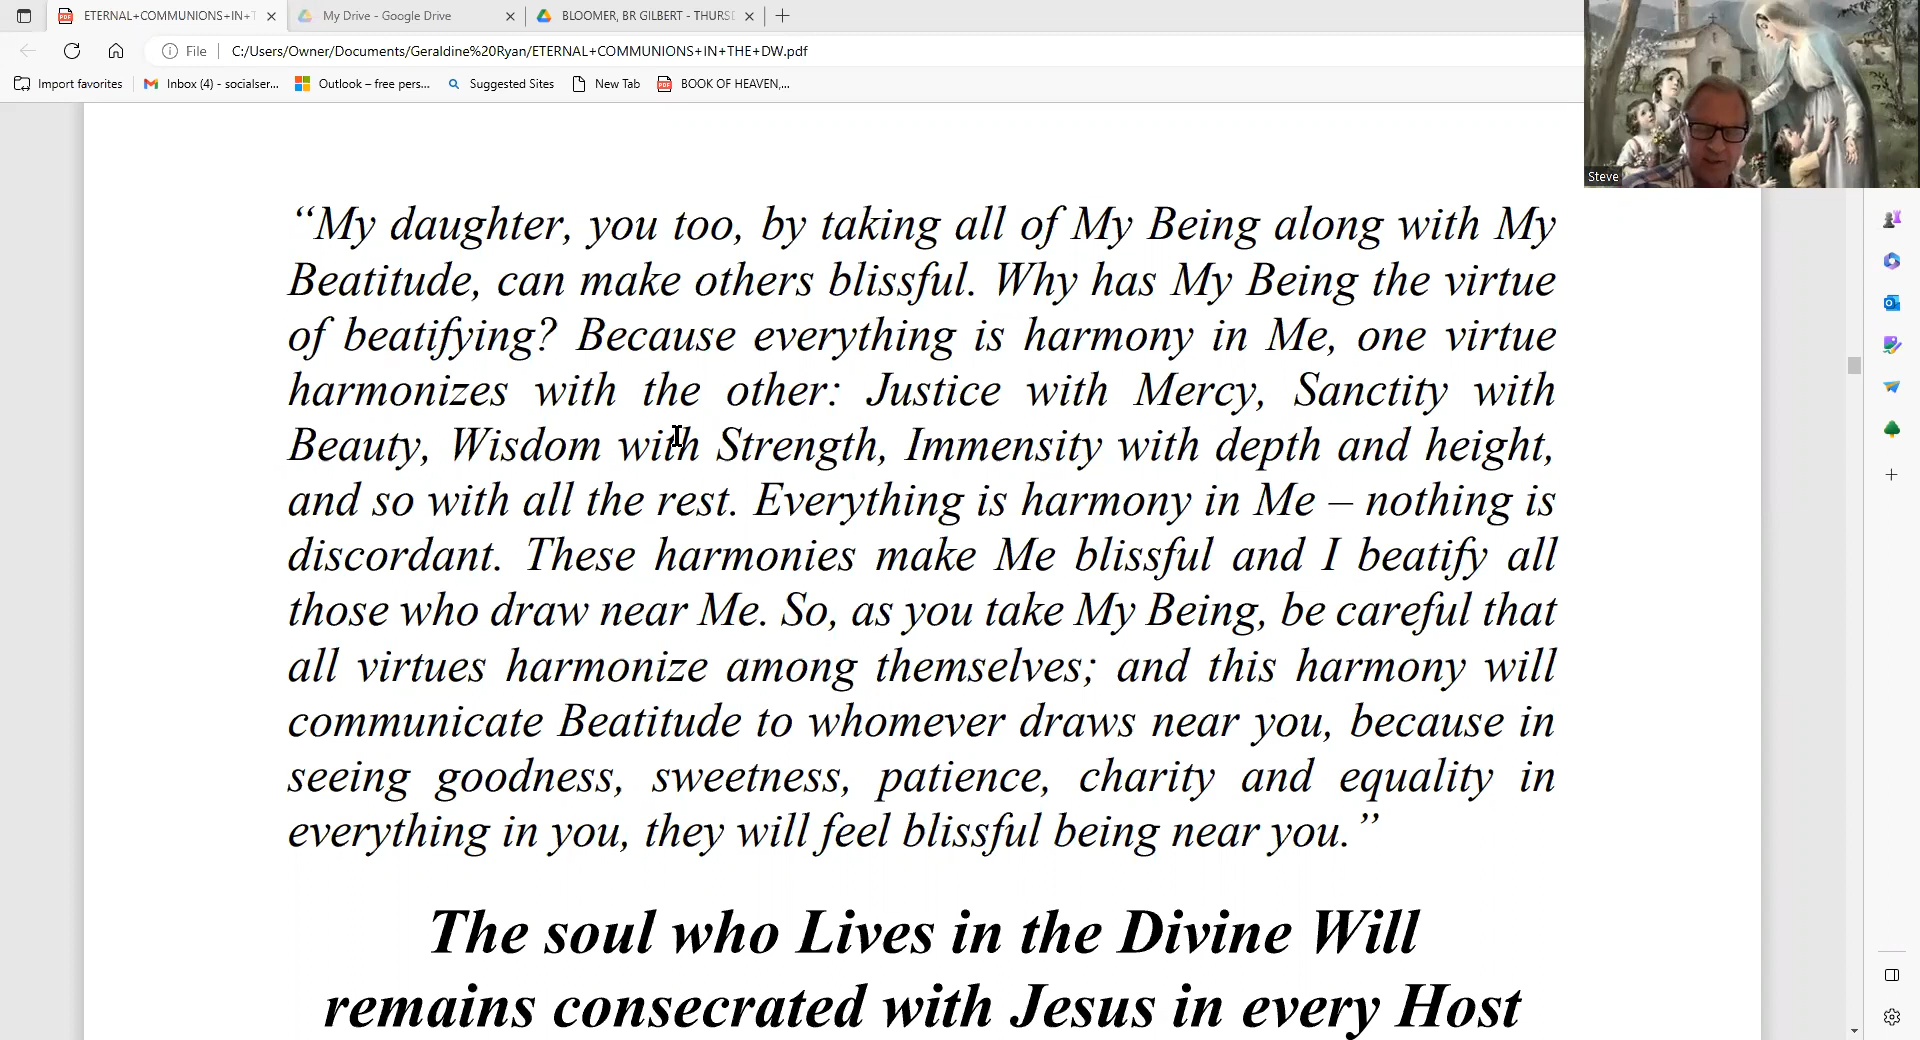 ETERNAL+COMMUNIONS+IN+T
My Drive - Google Drive
BLOOMER, BR GILBERT - THURSD
File
C:/Users/Owner/Documents/Geraldine%20Ryan/ETERNAL+COMMUNIONS+IN+THE+DW.pdf
Import favorites
Inbox (4) - socialser...
Outlook – free pers...
Suggested Sites
New Tab
BOOK OF HEAVEN,...
Steve
“My daughter, you too, by taking all of My Being along with My
Beatitude, can make others blissful. Why has My Being the virtue
of beatifying? Because everything is harmony in Me, one virtue
harmonizes with the other: Justice with Mercy, Sanctity with
Beauty, Wisdom with Strength, Immensity with depth and height,
and so with all the rest. Everything is harmony in Me – nothing is
discordant. These harmonies make Me blissful and I beatify all
those who draw near Me. So, as you take My Being, be careful that
all virtues harmonize among themselves; and this harmony will
communicate Beatitude to whomever draws near you, because in
seeing goodness, sweetness, patience, charity and equality in
everything in you, they will feel blissful being near you.”
The soul who Lives in the Divine Will
remains consecrated with Jesus in every Host